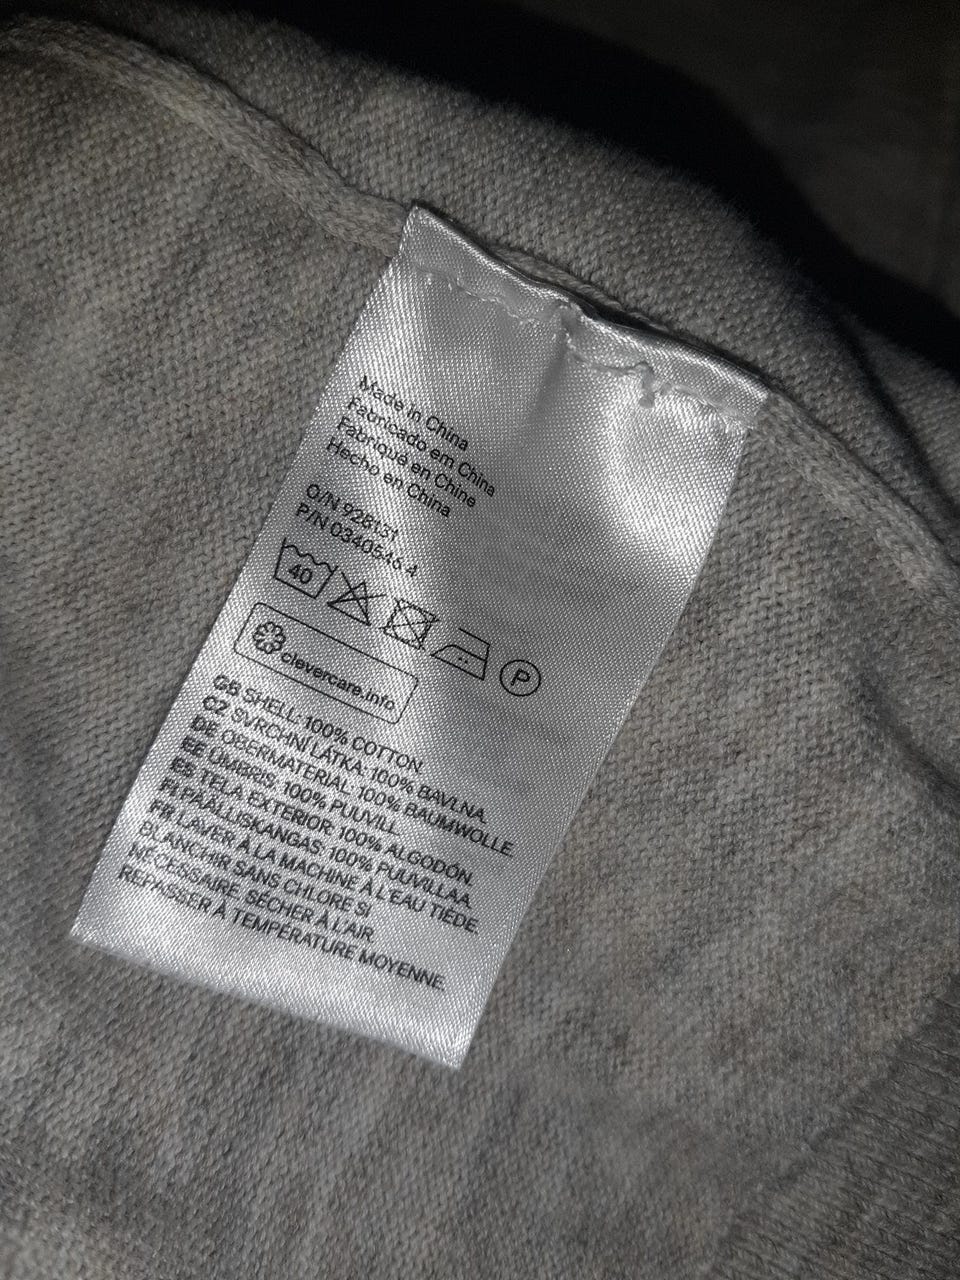 Made in China
Fabricado em China
Fabriqué en Chine
Hecho en China
O/N 928131
P/N 0340546.4
40
P
clevercare.info
GB SHELL: 100% COTTON.
CZ SVRCHNÍ LÁTKA: 100% BAVLNA.
DE OBERMATERIAL: 100% BAUMWOLLE.
EE ÜMBRIS: 100% PUUVILL.
ES TELA EXTERIOR: 100% ALGODÓN.
FI PÄÄLLISKANGAS: 100% PUUVILLAA.
FR LAVER À LA MACHINE À L'EAU TIÈDE.
BLANCHIR SANS CHLORE SI
NÉCESSAIRE. SÉCHER À L'AIR.
REPASSER À TEMPÉRATURE MOYENNE.